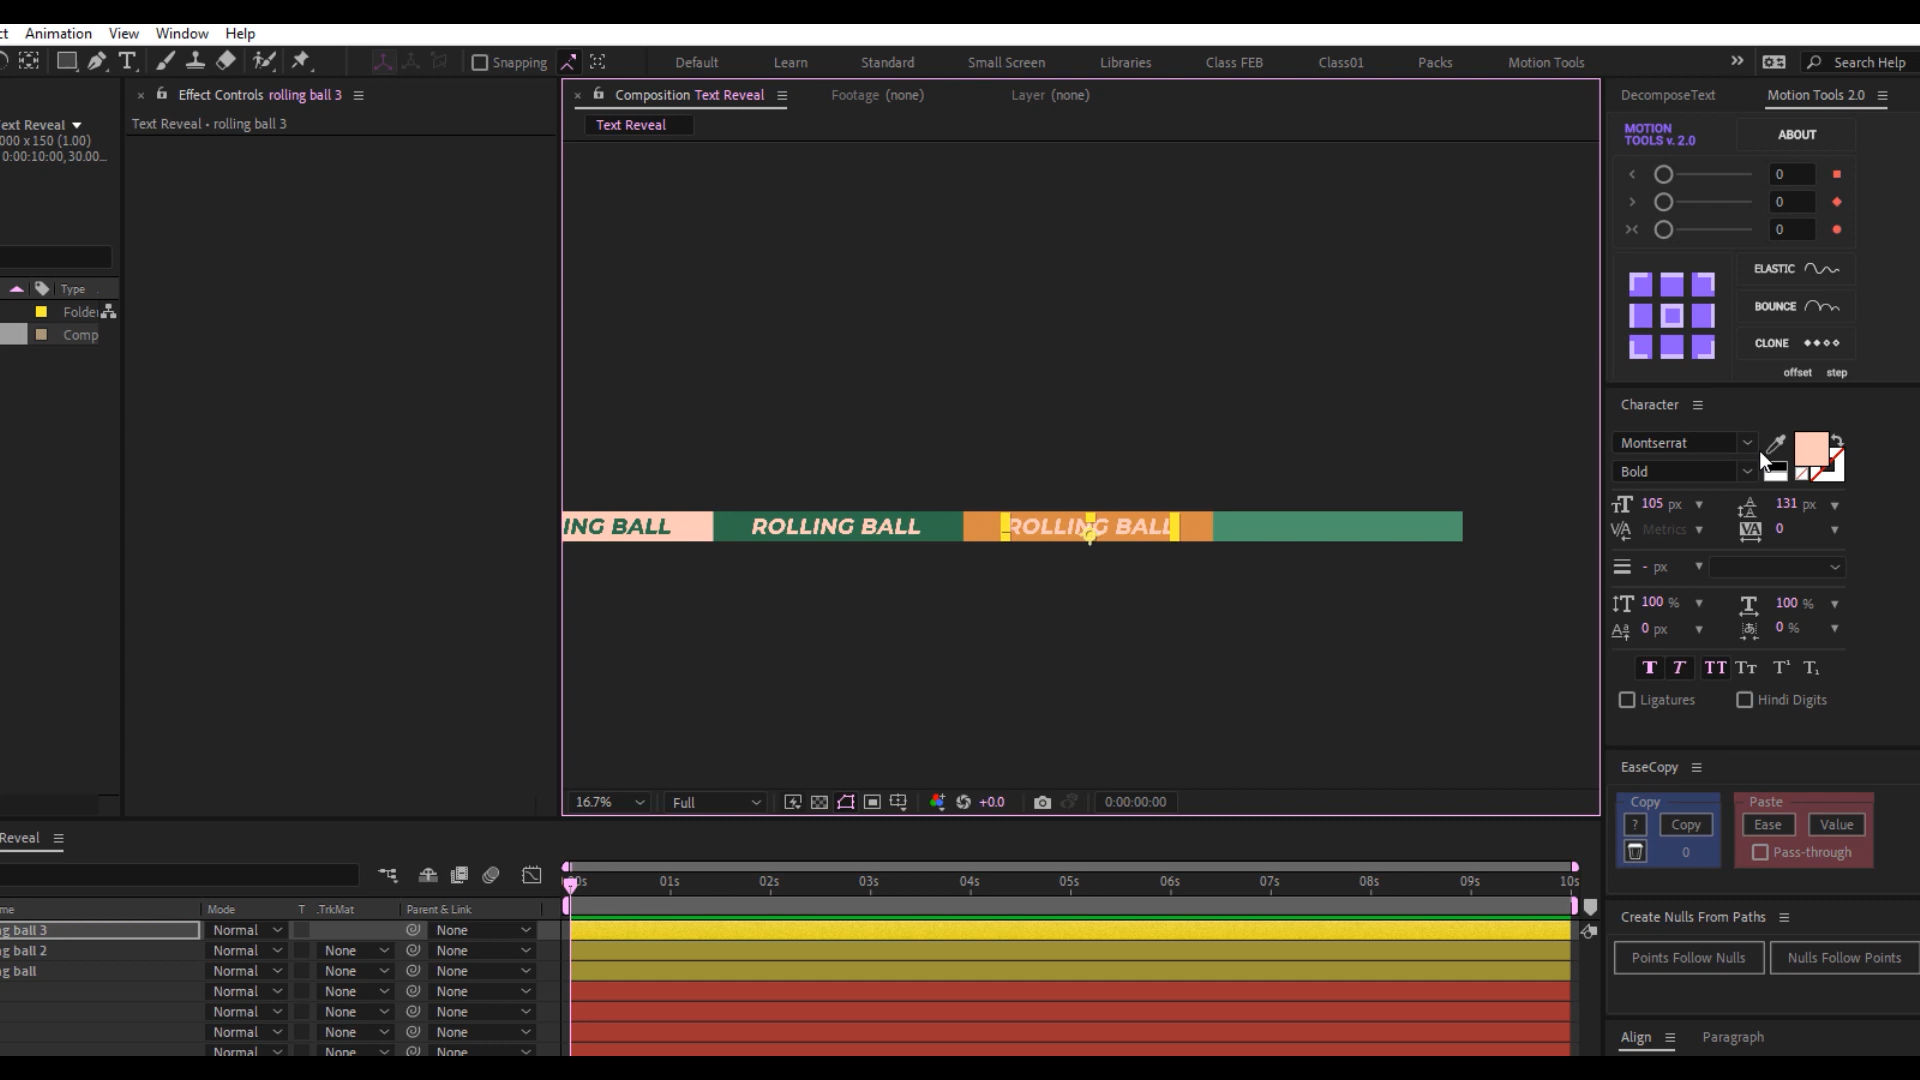 ct Animation View Window Help
Snapping Default Learn Standard Small Screen Libraries Class FEB Class01 Packs Motion Tools Search Help
Effect Controls rolling ball 3
Text Reveal • rolling ball 3
ext Reveal
000 x 150 (1.00)
0:00:10:00, 30.00...
Type
Folde
Comp
Composition Text Reveal Footage (none) Layer (none)
Text Reveal
ING BALL ROLLING BALL ROLLING BALL
16.7% Full +0.0 0:00:00:00
DecomposeText Motion Tools 2.0
MOTION
TOOLS v. 2.0
ABOUT
0
0
0
ELASTIC
BOUNCE
CLONE
offset step
Character
Montserrat
Bold
105 px 131 px
Metrics 0
- px
100 % 100 %
0 px 0 %
T T TT Tт T¹ T₁
Ligatures Hindi Digits
EaseCopy
Copy Paste
? Copy Ease Value
0 Pass-through
Create Nulls From Paths
Points Follow Nulls Nulls Follow Points
Align Paragraph
Reveal
01s 02s 03s 04s 05s 06s 07s 08s 09s 10s
me Mode T .TrkMat Parent & Link
g ball 3 Normal None
g ball 2 Normal None None
g ball Normal None None
Normal None None
Normal None None
Normal None None
Normal None None